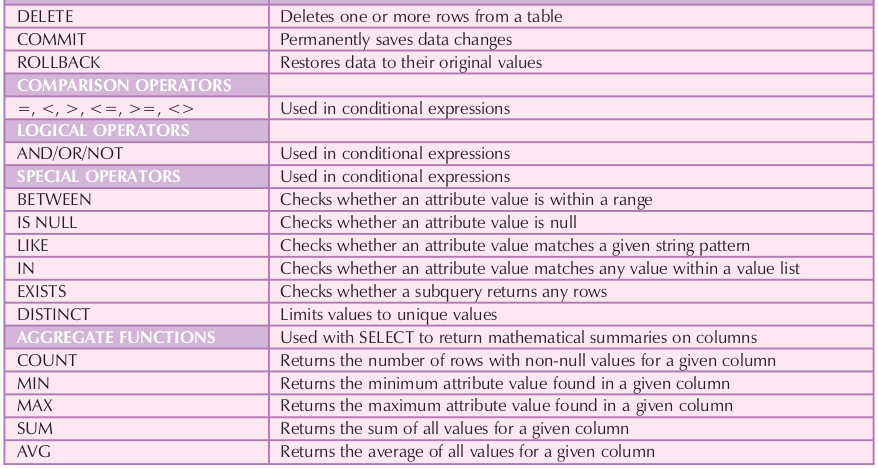 DELETE Deletes one or more rows from a table
COMMIT Permanently saves data changes
ROLLBACK Restores data to their original values
COMPARISON OPERATORS
=, <, >, <=, >=, <> Used in conditional expressions
LOGICAL OPERATORS
AND/OR/NOT Used in conditional expressions
SPECIAL OPERATORS Used in conditional expressions
BETWEEN Checks whether an attribute value is within a range
IS NULL Checks whether an attribute value is null
LIKE Checks whether an attribute value matches a given string pattern
IN Checks whether an attribute value matches any value within a value list
EXISTS Checks whether a subquery returns any rows
DISTINCT Limits values to unique values
AGGREGATE FUNCTIONS Used with SELECT to return mathematical summaries on columns
COUNT Returns the number of rows with non-null values for a given column
MIN Returns the minimum attribute value found in a given column
MAX Returns the maximum attribute value found in a given column
SUM Returns the sum of all values for a given column
AVG Returns the average of all values for a given column